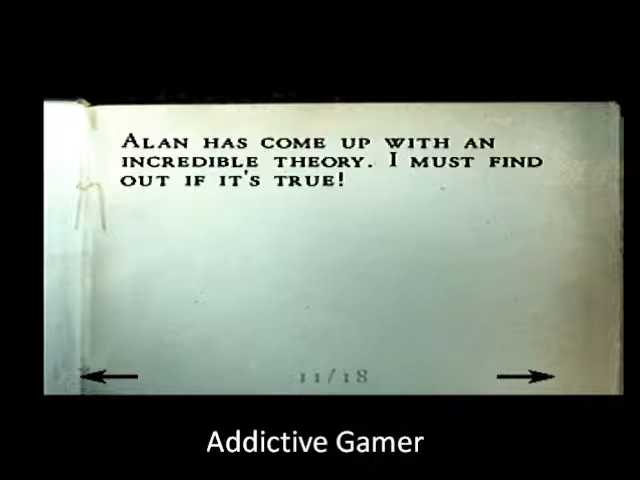 Alan has come up with an
incredible theory. I must find
out if it's true!
11/18
Addictive Gamer